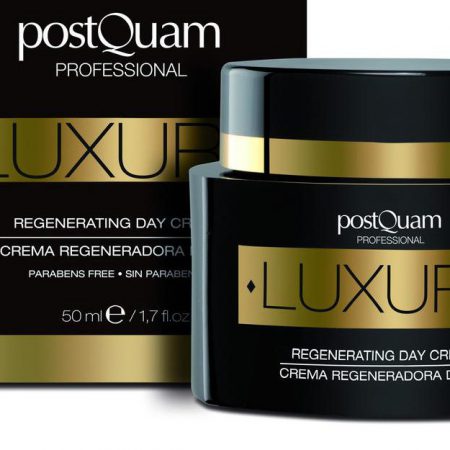 postQuam
PROFESSIONAL
LUXUR
REGENERATING DAY CRE
CREMA REGENERADORA D
PARABENS FREE • SIN PARABEN
50 ml e / 1,7 fl.oz
postQuam
PROFESSIONAL
LUXUR
REGENERATING DAY CRE
CREMA REGENERADORA D